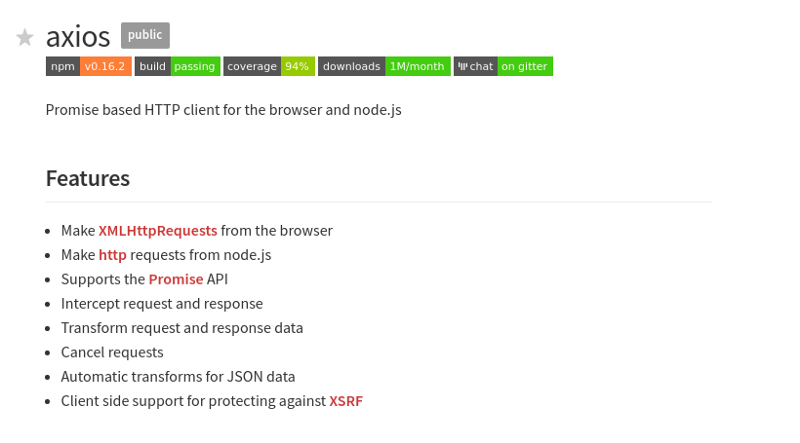 axios public
npm v0.16.2 build passing coverage 94% downloads 1M/month chat on gitter
Promise based HTTP client for the browser and node.js
Features
Make XMLHttpRequests from the browser
Make http requests from node.js
Supports the Promise API
Intercept request and response
Transform request and response data
Cancel requests
Automatic transforms for JSON data
Client side support for protecting against XSRF